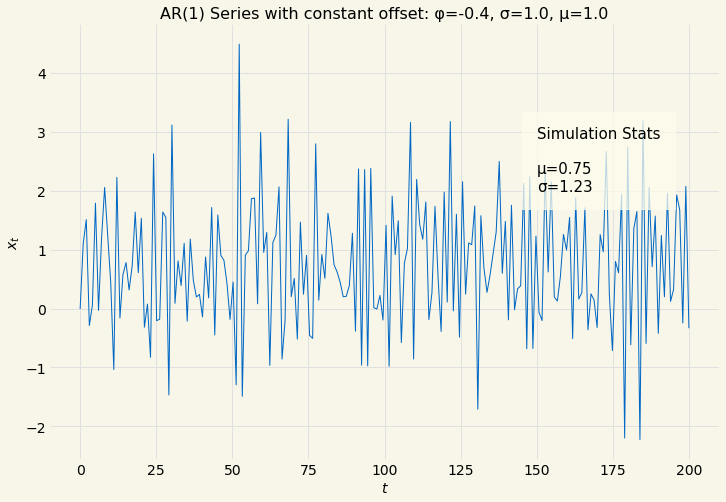 AR(1) Series with constant offset: φ=-0.4, σ=1.0, μ=1.0
4
3
2
1
0
−1
−2
x_t
Simulation Stats
μ=0.75
σ=1.23
0
25
50
75
100
125
150
175
200
t